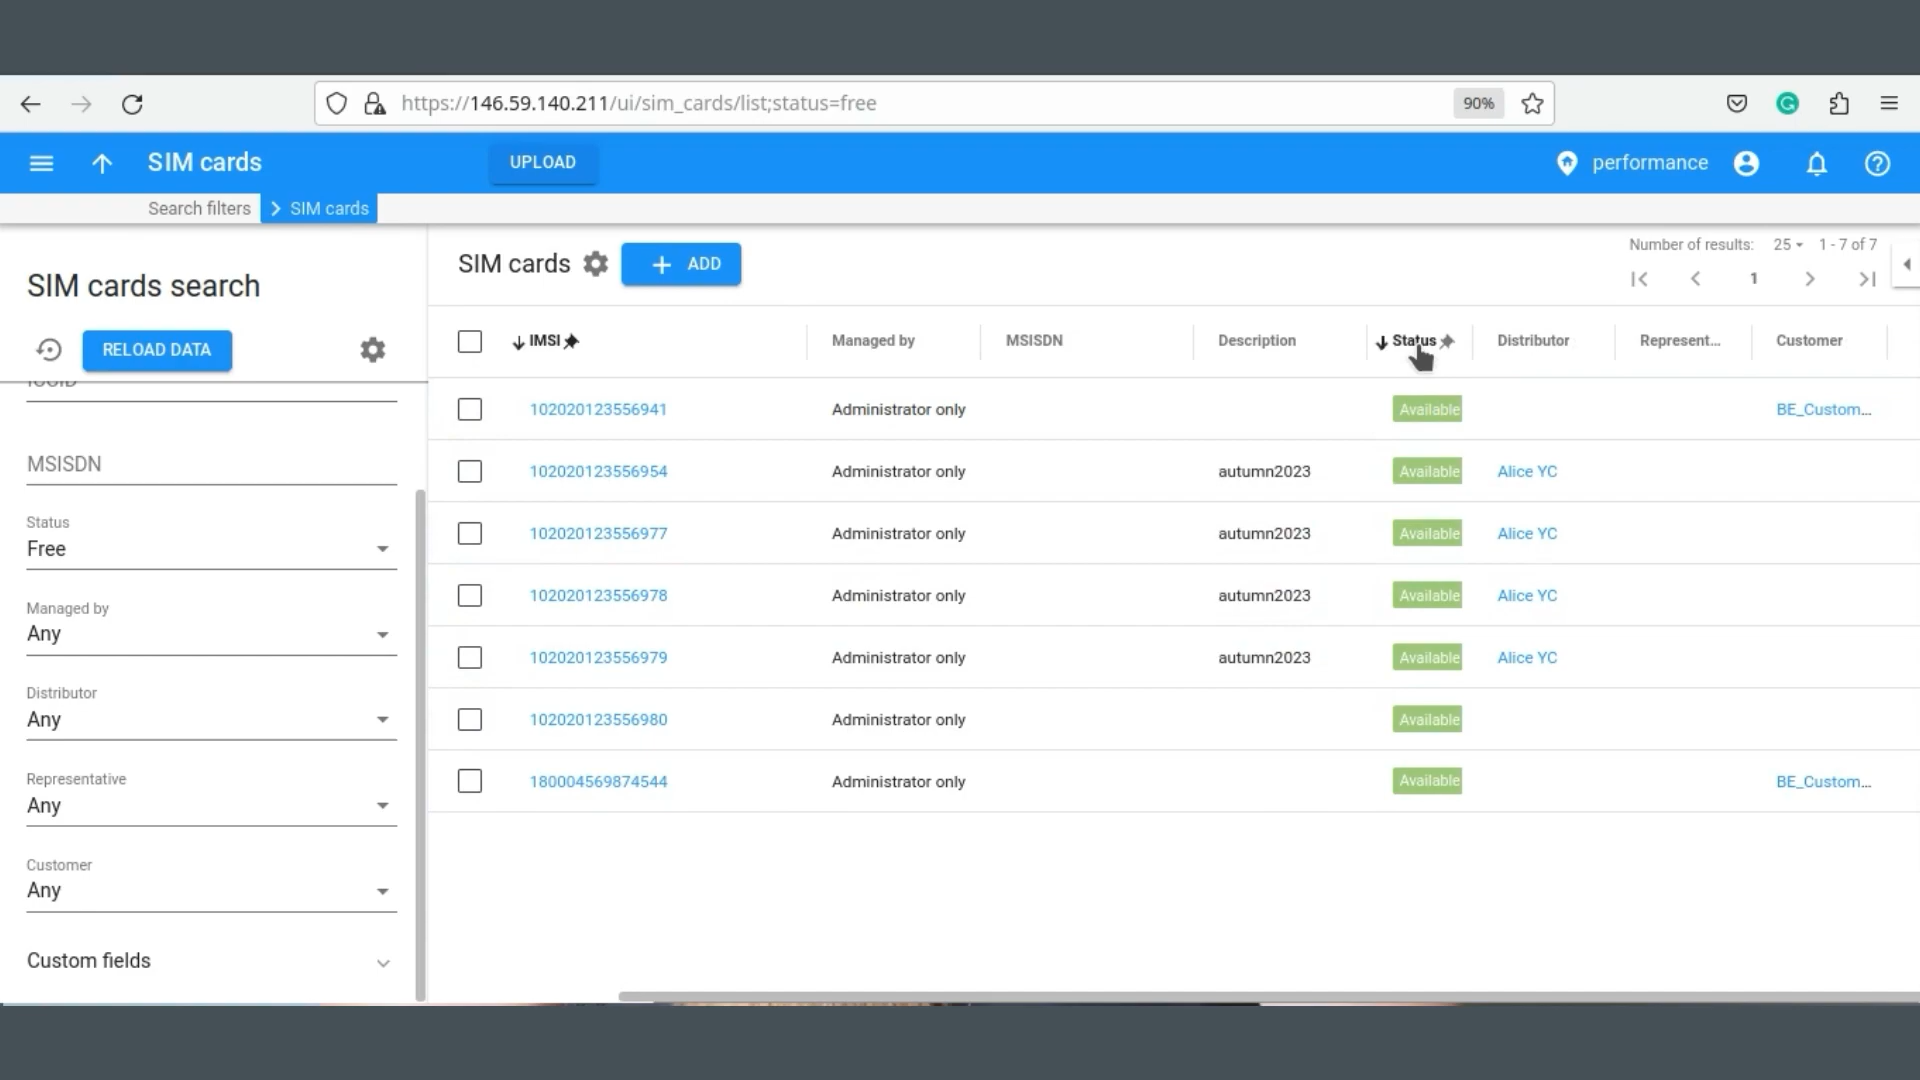 https://146.59.140.211/ui/sim_cards/list;status=free
90%
SIM cards
UPLOAD
performance
Search filters
SIM cards
SIM cards search
RELOAD DATA
MSISDN
Status
Free
Managed by
Any
Distributor
Any
Representative
Any
Customer
Any
Custom fields
SIM cards
+ ADD
Number of results: 25 1 - 7 of 7
1
IMSI Managed by MSISDN Description Status Distributor Represent... Customer
102020123556941 Administrator only Available BE_Custom...
102020123556954 Administrator only autumn2023 Available Alice YC
102020123556977 Administrator only autumn2023 Available Alice YC
102020123556978 Administrator only autumn2023 Available Alice YC
102020123556979 Administrator only autumn2023 Available Alice YC
102020123556980 Administrator only Available
180004569874544 Administrator only Available BE_Custom...